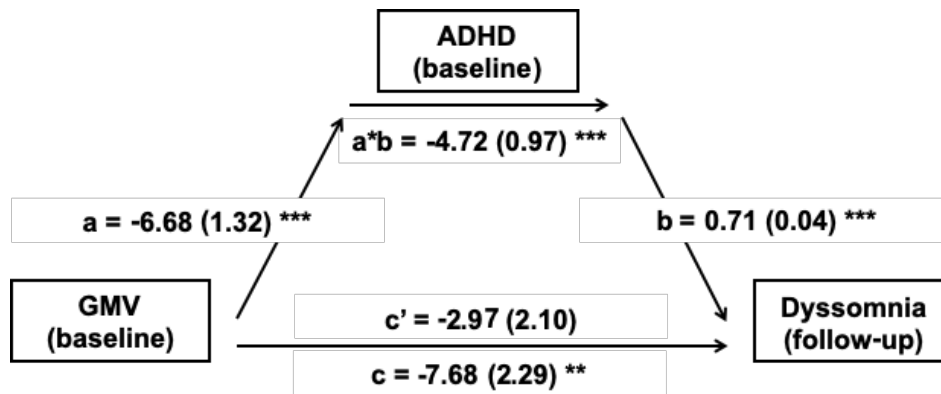 ADHD
(baseline)
a*b = -4.72 (0.97) ***
a = -6.68 (1.32) ***
b = 0.71 (0.04) ***
GMV
(baseline)
c’ = -2.97 (2.10)
c = -7.68 (2.29) **
Dyssomnia
(follow-up)